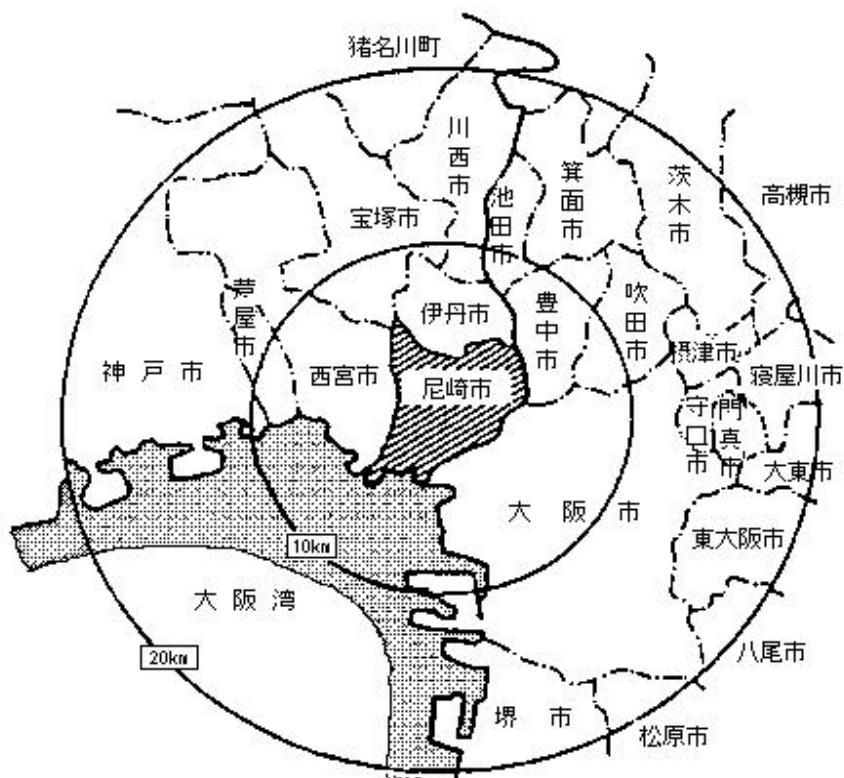 猪名川町
川西市
池田市
箕面市
茨木市
高槻市
宝塚市
芦屋市
伊丹市
豊中市
吹田市
摂津市
神戸市
西宮市
尼崎市
寝屋川市
守口市
門真市
大東市
大阪市
東大阪市
10km
大阪湾
20km
八尾市
堺市
松原市